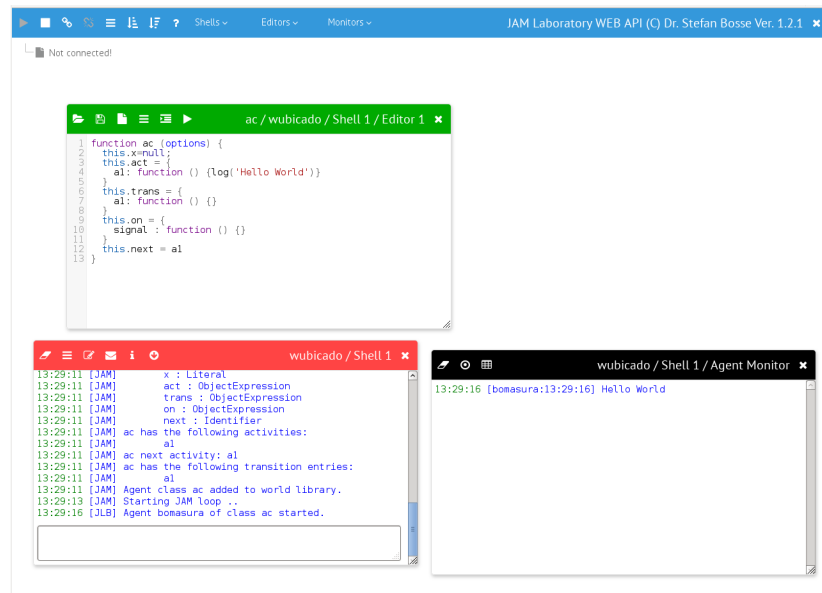 ? Shells Editors Monitors JAM Laboratory WEB API (C) Dr. Stefan Bosse Ver. 1.2.1 ×
Not connected!
ac / wubicado / Shell 1 / Editor 1 ×
1 function ac (options) {
2 this.x=null;
3 this.act = {
4 a1: function () {log('Hello World')}
5 }
6 this.trans = {
7 a1: function () {}
8 }
9 this.on = {
10 signal : function () {}
11 }
12 this.next = a1
13 }
wubicado / Shell 1 ×
13:29:11 [JAM] x : Literal
13:29:11 [JAM] act : ObjectExpression
13:29:11 [JAM] trans : ObjectExpression
13:29:11 [JAM] on : ObjectExpression
13:29:11 [JAM] next : Identifier
13:29:11 [JAM] ac has the following activities:
13:29:11 [JAM] a1
13:29:11 [JAM] ac next activity: a1
13:29:11 [JAM] ac has the following transition entries:
13:29:11 [JAM] a1
13:29:11 [JAM] Agent class ac added to world library.
13:29:13 [JAM] Starting JAM loop ..
13:29:16 [JLB] Agent bomasura of class ac started.
wubicado / Shell 1 / Agent Monitor ×
13:29:16 [bomasura:13:29:16] Hello World